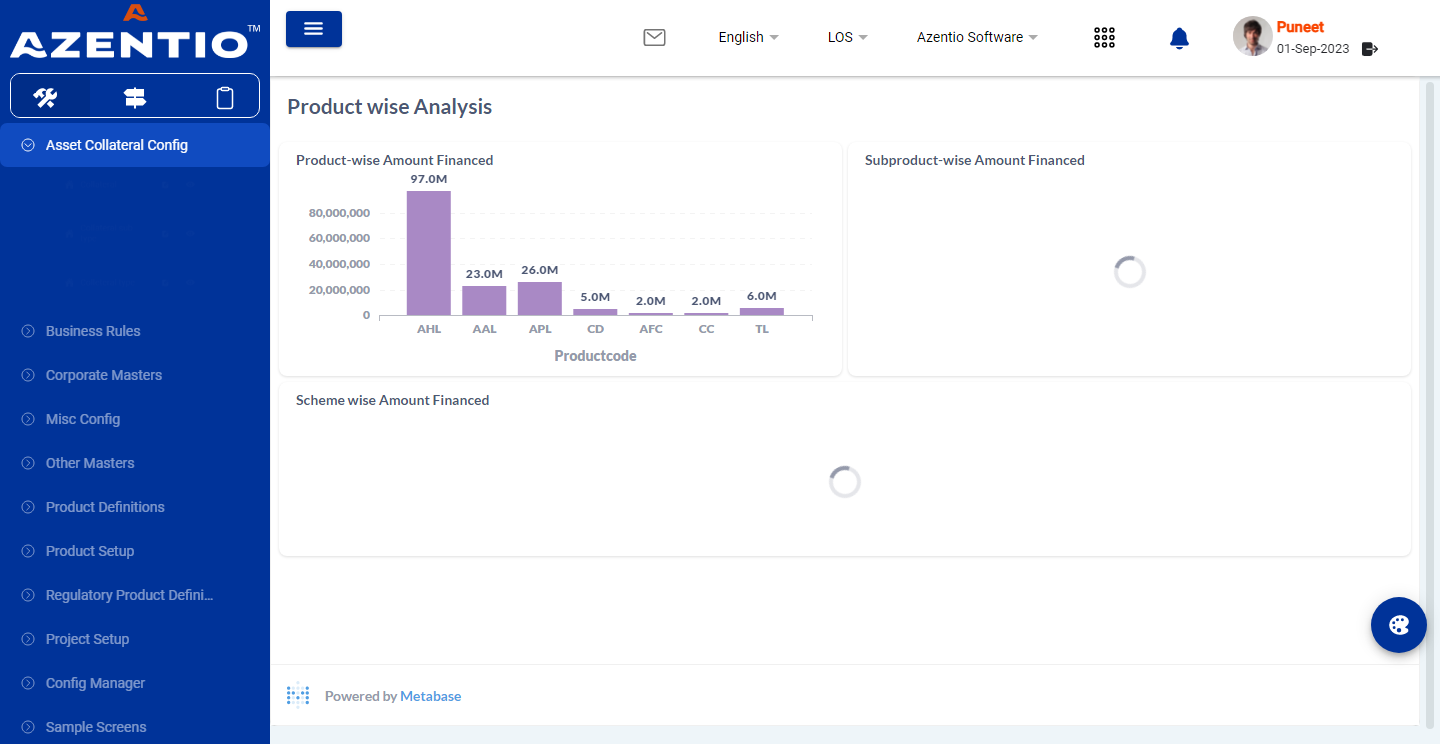 AZENTIO™
English
LOS
Azentio Software
Puneet
01-Sep-2023
Asset Collateral Config
Business Rules
Corporate Masters
Misc Config
Other Masters
Product Definitions
Product Setup
Regulatory Product Defini...
Project Setup
Config Manager
Sample Screens
Product wise Analysis
Product-wise Amount Financed
97.0M
80,000,000
60,000,000
40,000,000
20,000,000
0
23.0M
26.0M
5.0M
2.0M
2.0M
6.0M
AHL
AAL
APL
CD
AFC
CC
TL
Productcode
Subproduct-wise Amount Financed
Scheme wise Amount Financed
Powered by Metabase